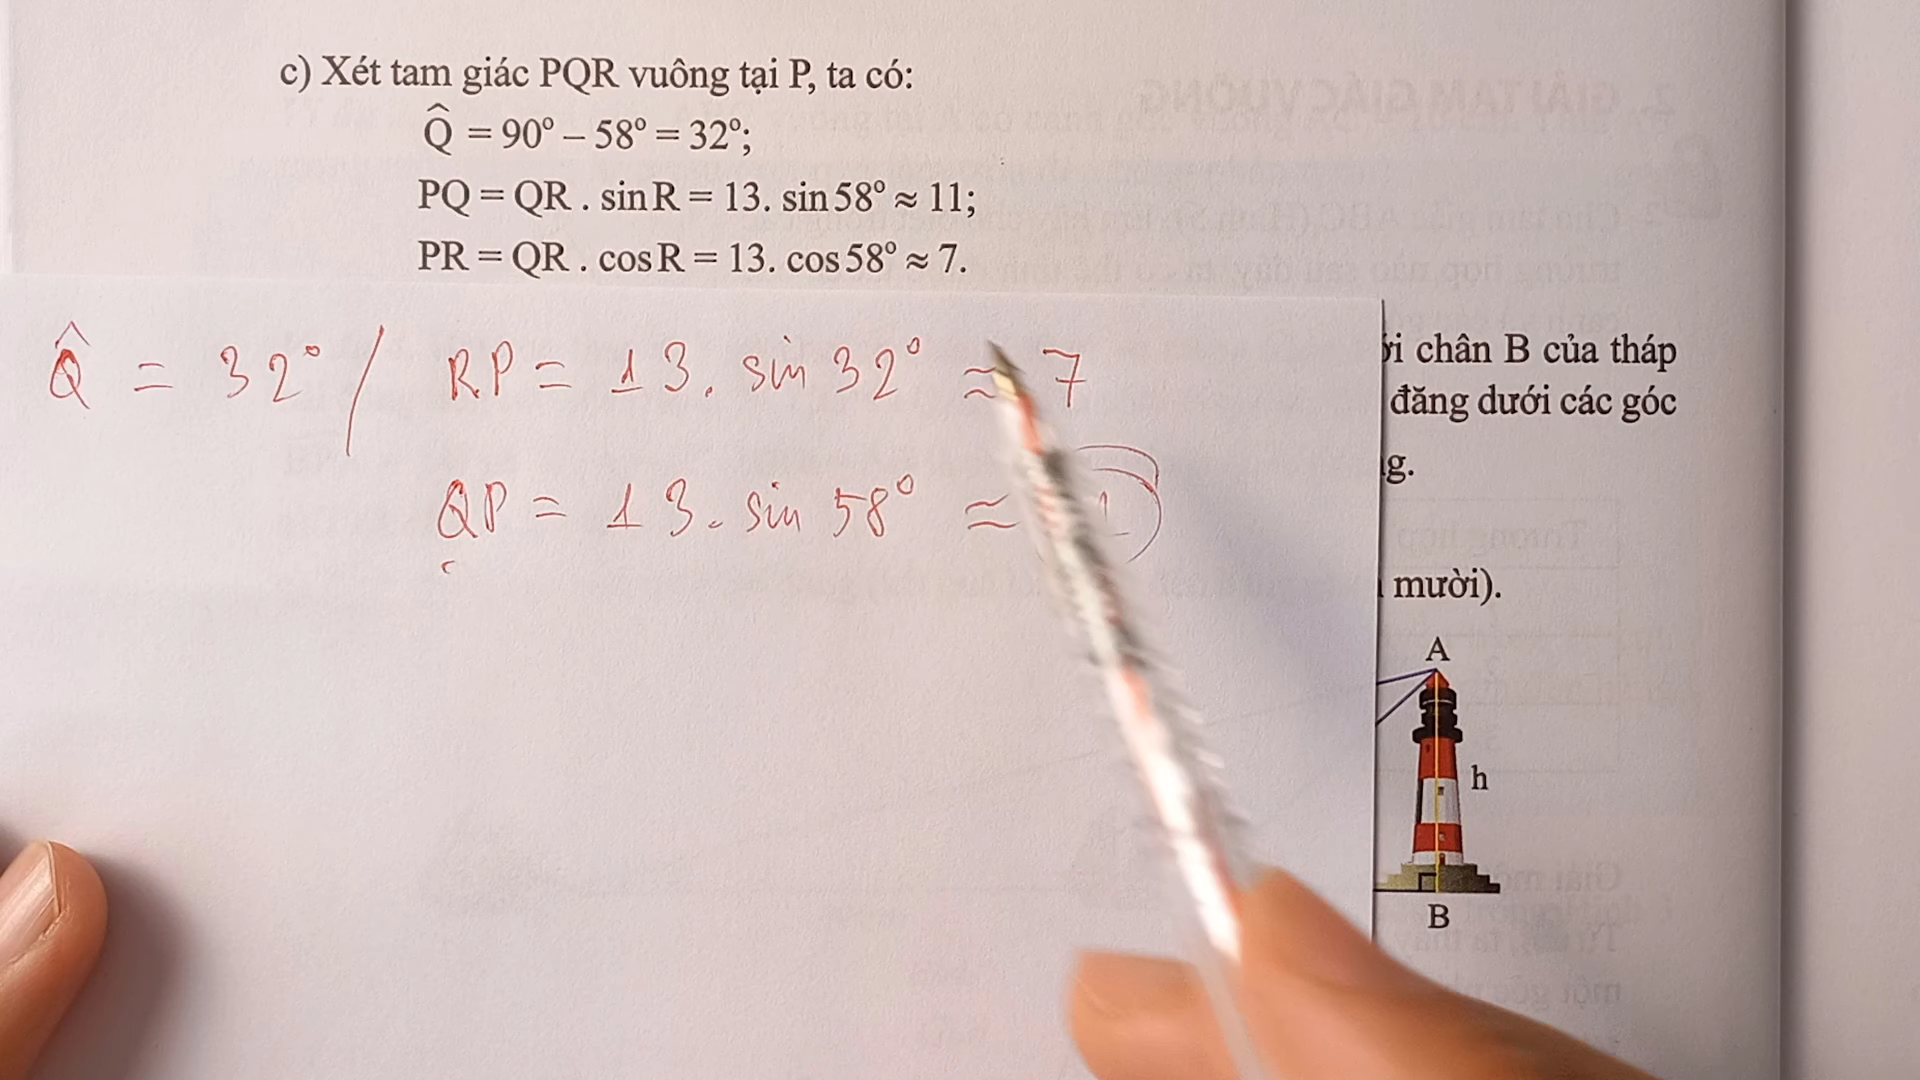 c) Xét tam giác PQR vuông tại P, ta có:
Q̂ = 90° – 58° = 32°;
PQ = QR . sin R = 13. sin 58° ≈ 11;
PR = QR . cos R = 13. cos 58° ≈ 7.
Q̂ = 32° / RP = 13. sin 32° ≈ 7
chân B của tháp
đăng dưới các góc
QP = 13. sin 58° ≈
mười).
A
h
B